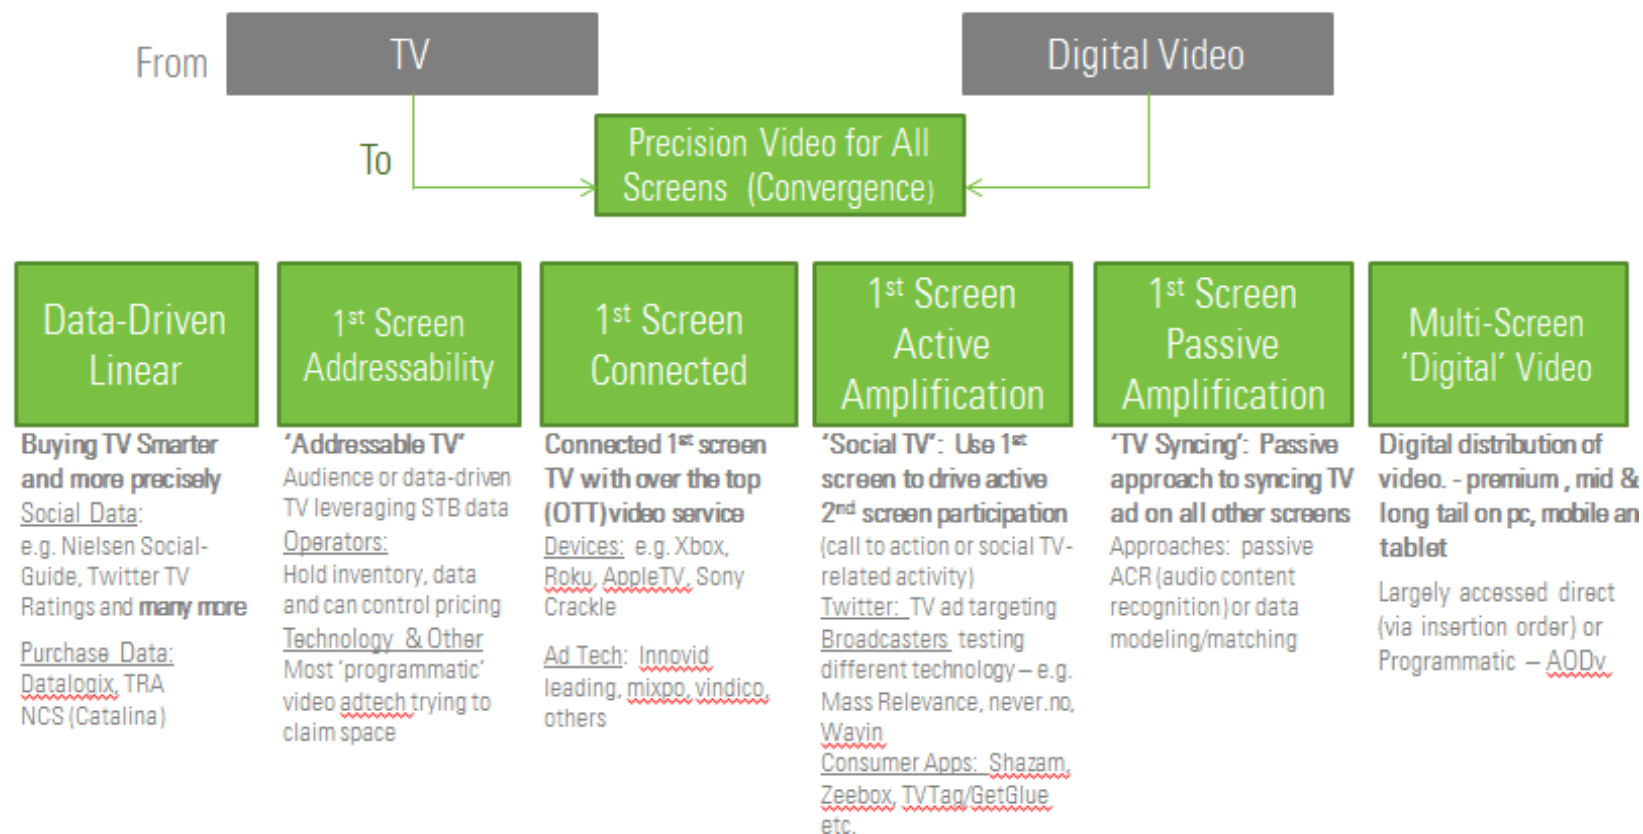 From
TV
Digital Video
To
Precision Video for All
Screens (Convergence)
Data-Driven
Linear
Buying TV Smarter
and more precisely
Social Data:
e.g. Nielsen Social-
Guide, Twitter TV
Ratings and many more
Purchase Data:
Datalogix, TRA
NCS (Catalina)
1st Screen
Addressability
‘Addressable TV’
Audience or data-driven
TV leveraging STB data
Operators:
Hold inventory, data
and can control pricing
Technology & Other
Most ‘programmatic’
video adtech trying to
claim space
1st Screen
Connected
Connected 1st screen
TV with over the top
(OTT) video service
Devices: e.g. Xbox,
Roku, AppleTV, Sony
Crackle
Ad Tech: Innovid
leading, mixpo, vindico,
others
1st Screen
Active
Amplification
‘Social TV’: Use 1st
screen to drive active
2nd screen participation
(call to action or social TV-
related activity)
Twitter: TV ad targeting
Broadcasters testing
different technology – e.g.
Mass Relevance, never.no,
Wayin
Consumer Apps: Shazam,
Zeebox, TVTag/GetGlue
etc.
1st Screen
Passive
Amplification
‘TV Syncing’: Passive
approach to syncing TV
ad on all other screens
Approaches: passive
ACR (audio content
recognition) or data
modeling/matching
Multi-Screen
‘Digital’ Video
Digital distribution of
video. - premium , mid &
long tail on pc, mobile an
tablet
Largely accessed direct
(via insertion order) or
Programmatic – AODv